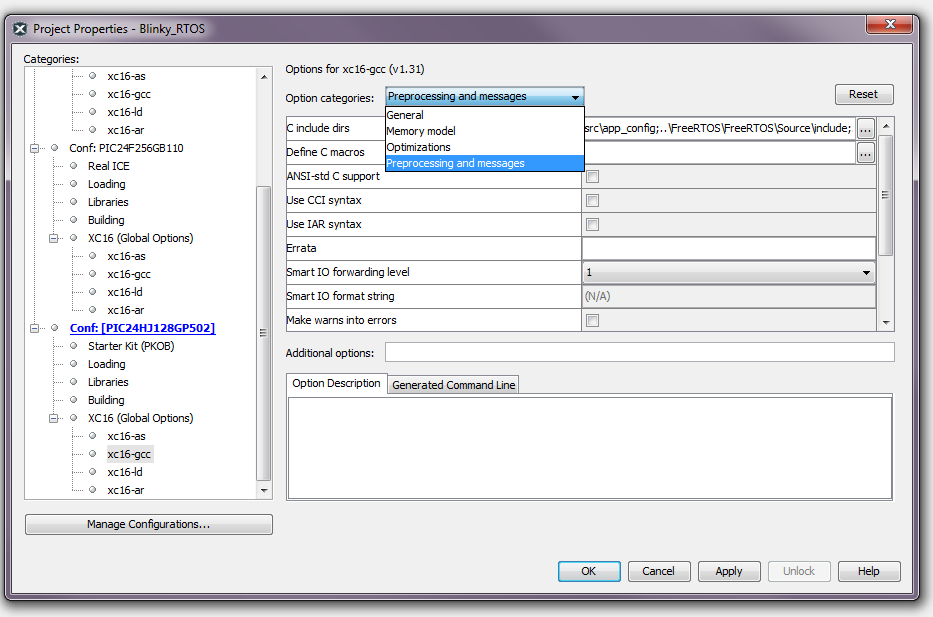 Project Properties - Blinky_RTOS
Categories:
xc16-as
xc16-gcc
xc16-ld
xc16-ar
Conf: PIC24F256GB110
Real ICE
Loading
Libraries
Building
XC16 (Global Options)
xc16-as
xc16-gcc
xc16-ld
xc16-ar
Conf: [PIC24HJ128GP502]
Starter Kit (PKOB)
Loading
Libraries
Building
XC16 (Global Options)
xc16-as
xc16-gcc
xc16-ld
xc16-ar
Manage Configurations...
Options for xc16-gcc (v1.31)
Option categories: Preprocessing and messages Reset
General
Memory model
Optimizations
Preprocessing and messages
C include dirs src\app_config;..\FreeRTOS\FreeRTOS\Source\include; ...
Define C macros ...
ANSI-std C support
Use CCI syntax
Use IAR syntax
Errata
Smart IO forwarding level 1
Smart IO format string (N/A)
Make warns into errors
Additional options:
Option Description Generated Command Line
OK Cancel Apply Unlock Help